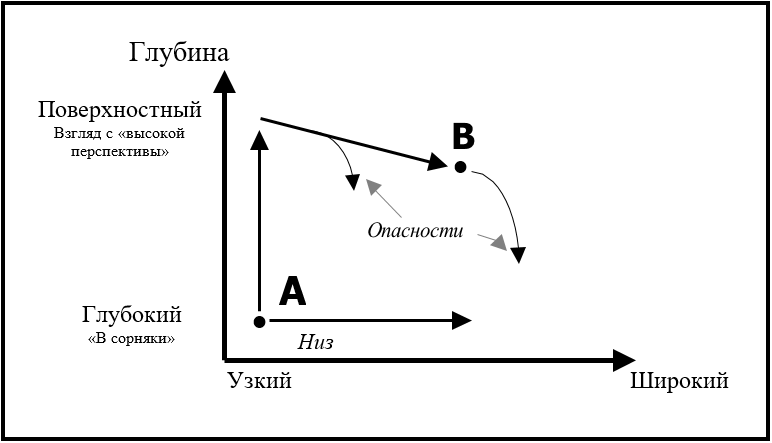 Глубина
Поверхностный
Взгляд с «высокой
перспективы»
B
Опасности
A
Глубокий
«В сорняки»
Низ
Узкий
Широкий